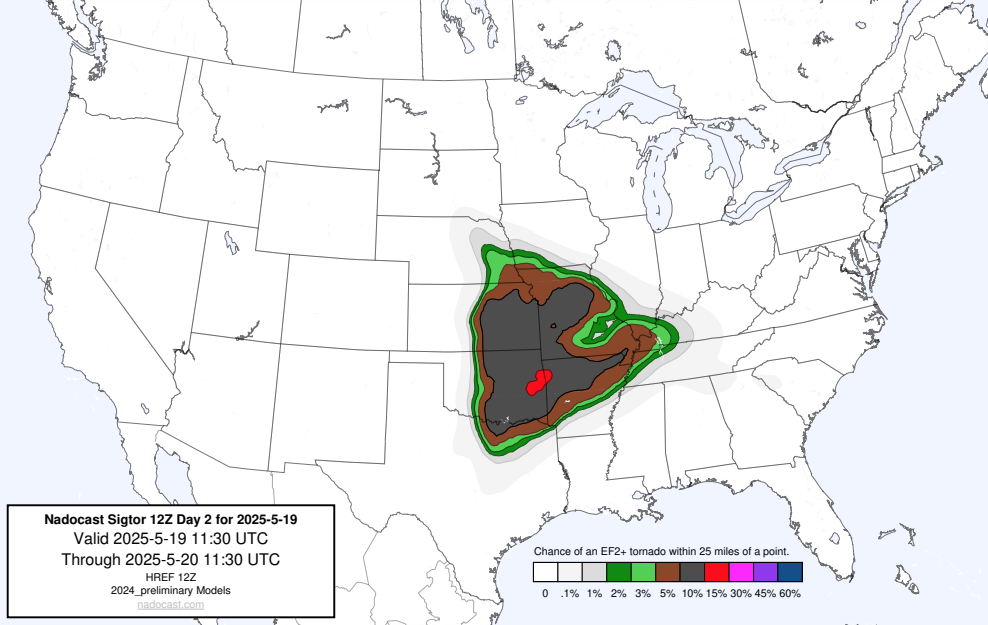 Nadocast Sigtor 12Z Day 2 for 2025-5-19
Valid 2025-5-19 11:30 UTC
Through 2025-5-20 11:30 UTC
HREF 12Z
2024_preliminary Models
nadocast.com
Chance of an EF2+ tornado within 25 miles of a point.
0 .1% 1% 2% 3% 5% 10% 15% 30% 45% 60%